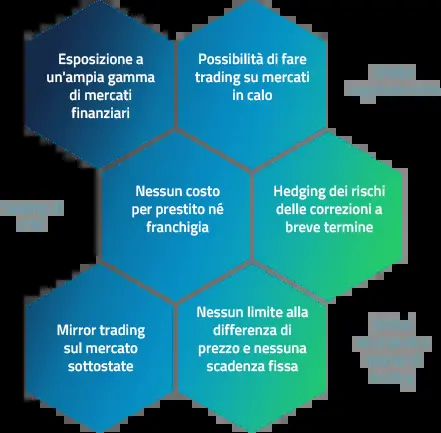 Esposizione a
un'ampia gamma
di mercati
finanziari
Possibilità di fare
trading su mercati
in calo
Nessun costo
per prestito né
franchigia
Hedging dei rischi
delle correzioni a
breve termine
Mirror trading
sul mercato
sottostate
Nessun limite alla
differenza di
prezzo e nessuna
scadenza fissa